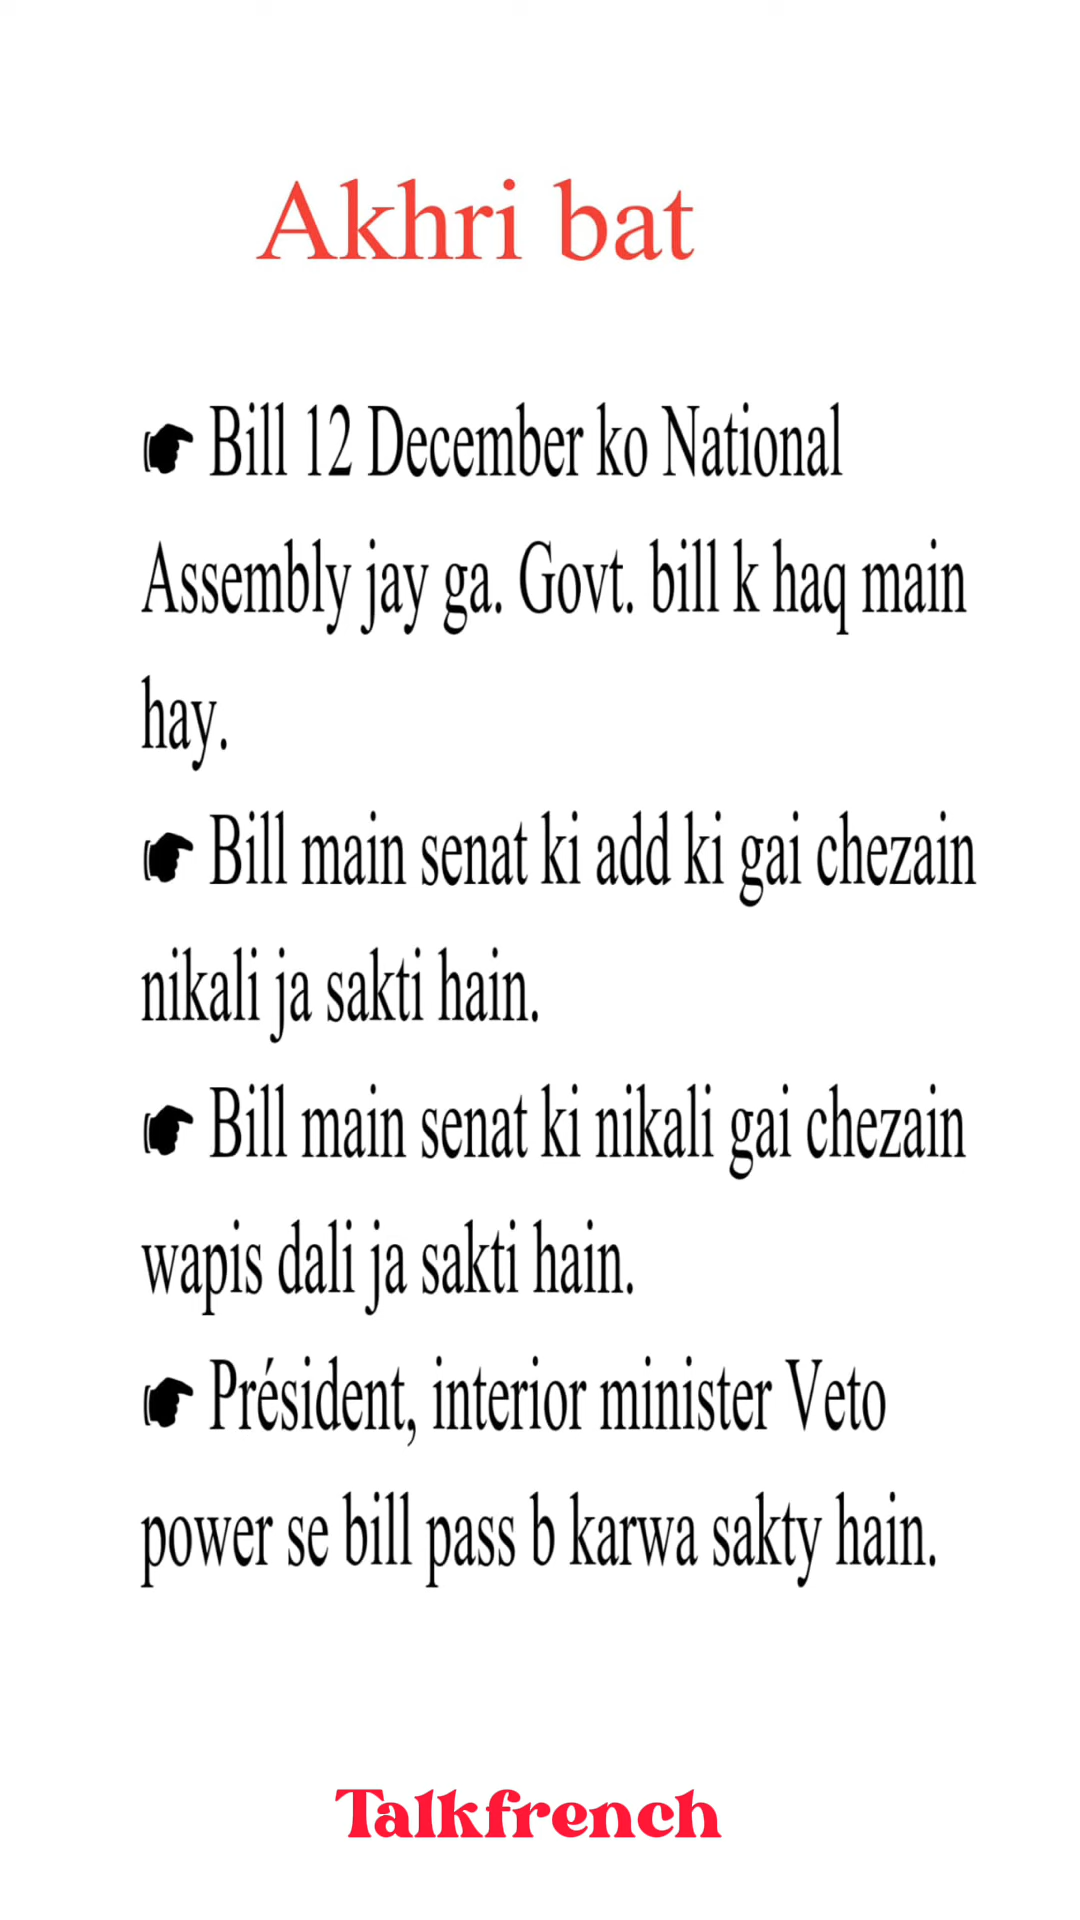 Akhri bat
☛ Bill 12 December ko National
Assembly jay ga. Govt. bill k haq main
hay.
☛ Bill main senat ki add ki gai chezain
nikali ja sakti hain.
☛ Bill main senat ki nikali gai chezain
wapis dali ja sakti hain.
☛ Président, interior minister Veto
power se bill pass b karwa sakty hain.
Talkfrench